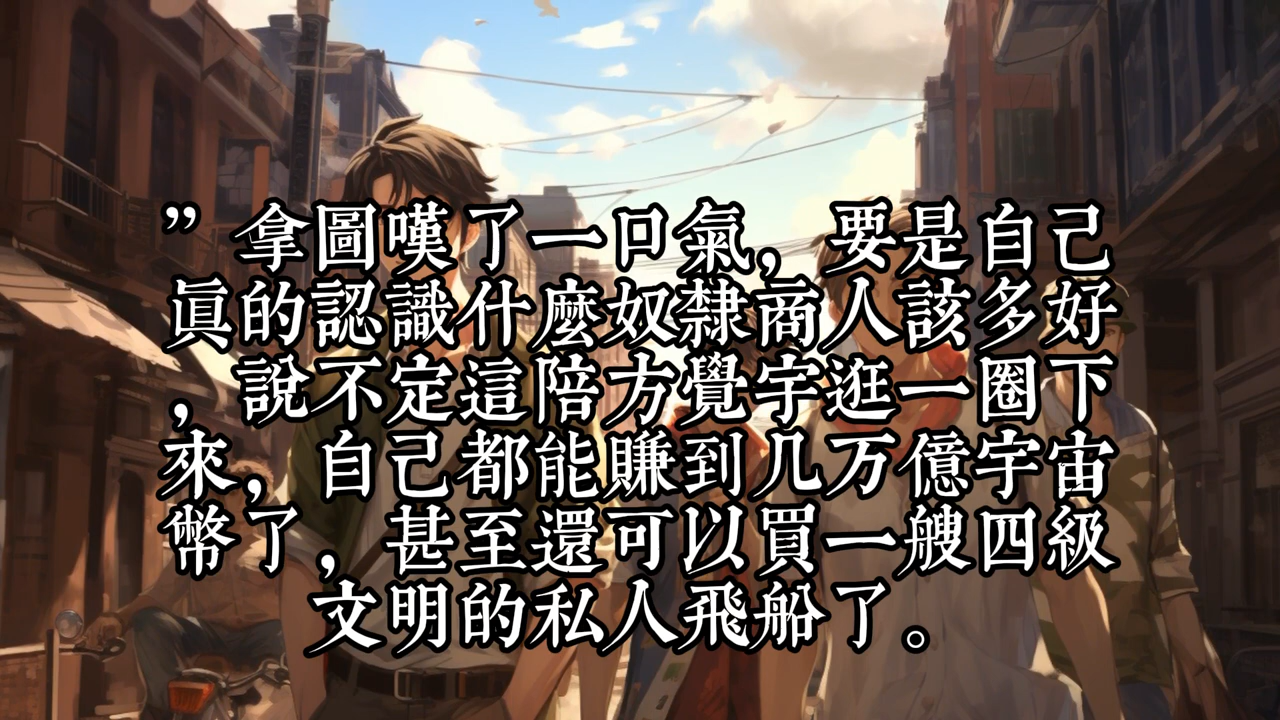 ”拿圖嘆了一口氣，要是自己
眞的認識什麼奴隸商人該多好
，說不定這陪方覺宇逛一圈下
來，自己都能賺到几万億宇宙
幣了，甚至還可以買一艘四級
文明的私人飛船了。